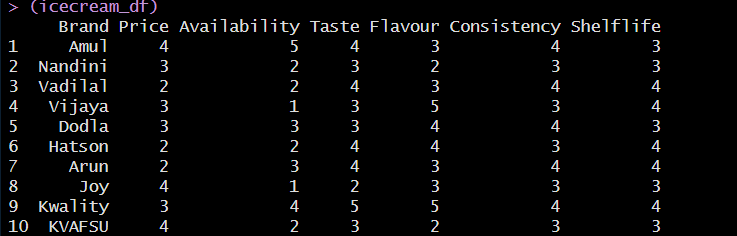 > (icecream_df)
Brand Price Availability Taste Flavour Consistency Shelflife
1 Amul 4 5 4 3 4 3
2 Nandini 3 2 3 2 3 3
3 Vadilal 2 2 4 3 4 4
4 Vijaya 3 1 3 5 3 3
5 Dodla 3 3 3 4 4 3
6 Hatson 2 2 4 4 4 4
7 Arun 2 3 4 3 4 3
8 Joy 4 1 2 3 3 3
9 Kwality 3 4 5 5 4 4
10 KVAFSU 4 2 3 2 3 3